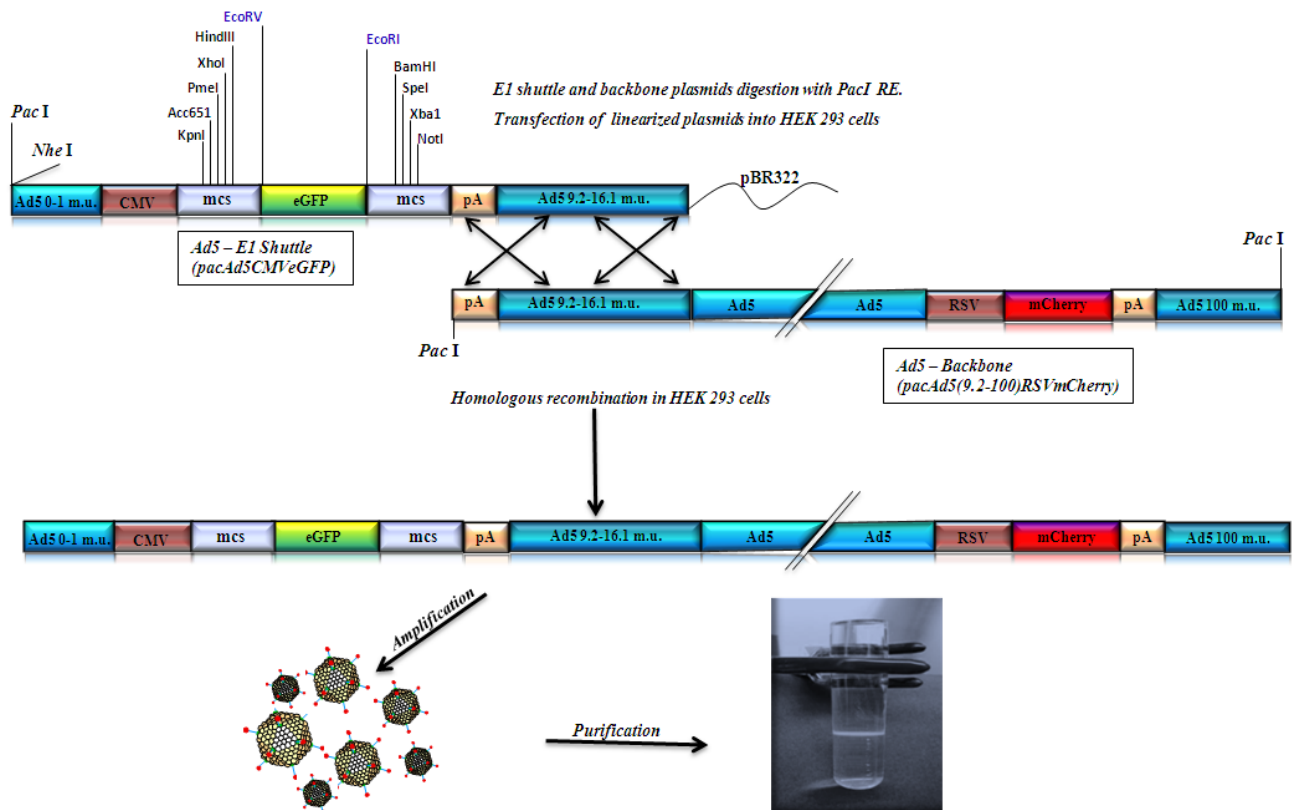 EcoRV
HindIII
EcoRI
XhoI
BamHI
PmeI
SpeI
Pac I
Acc651
Xba1
Nhe I
KpnI
NotI
E1 shuttle and backbone plasmids digestion with PacI RE.
Transfection of linearized plasmids into HEK 293 cells
pBR322
Ad5 0-1 m.u.
CMV
mcs
eGFP
mcs
pA
Ad5 9.2-16.1 m.u.
Ad5 – E1 Shuttle
(pacAd5CMVeGFP)
Pac I
pA
Ad5 9.2-16.1 m.u.
Ad5
Ad5
RSV
mCherry
pA
Ad5 100 m.u.
Pac I
Ad5 – Backbone
(pacAd5(9.2-100)RSVmCherry)
Homologous recombination in HEK 293 cells
Ad5 0-1 m.u.
CMV
mcs
eGFP
mcs
pA
Ad5 9.2-16.1 m.u.
Ad5
Ad5
RSV
mCherry
pA
Ad5 100 m.u.
Amplification
Purification